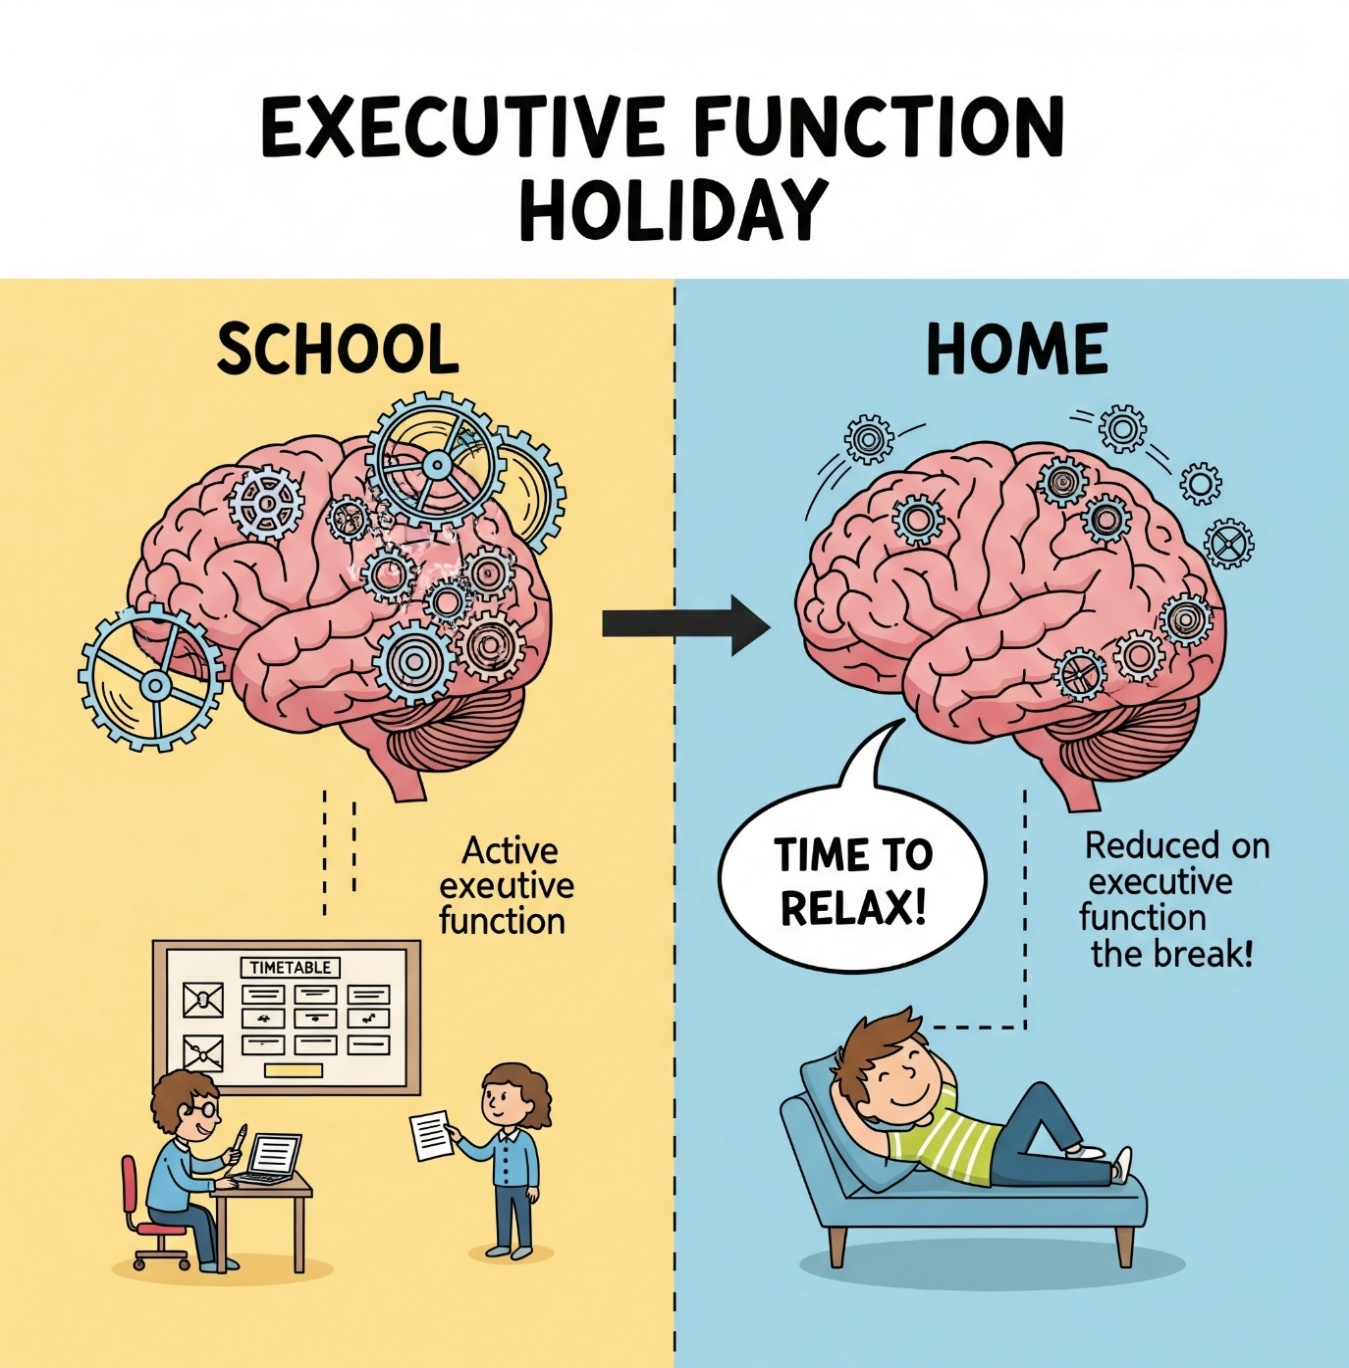 EXECUTIVE FUNCTION
HOLIDAY
SCHOOL
HOME
Active
exeutive
function
TIMETABLE
TIME TO
RELAX!
Reduced on
executive
function
the break!